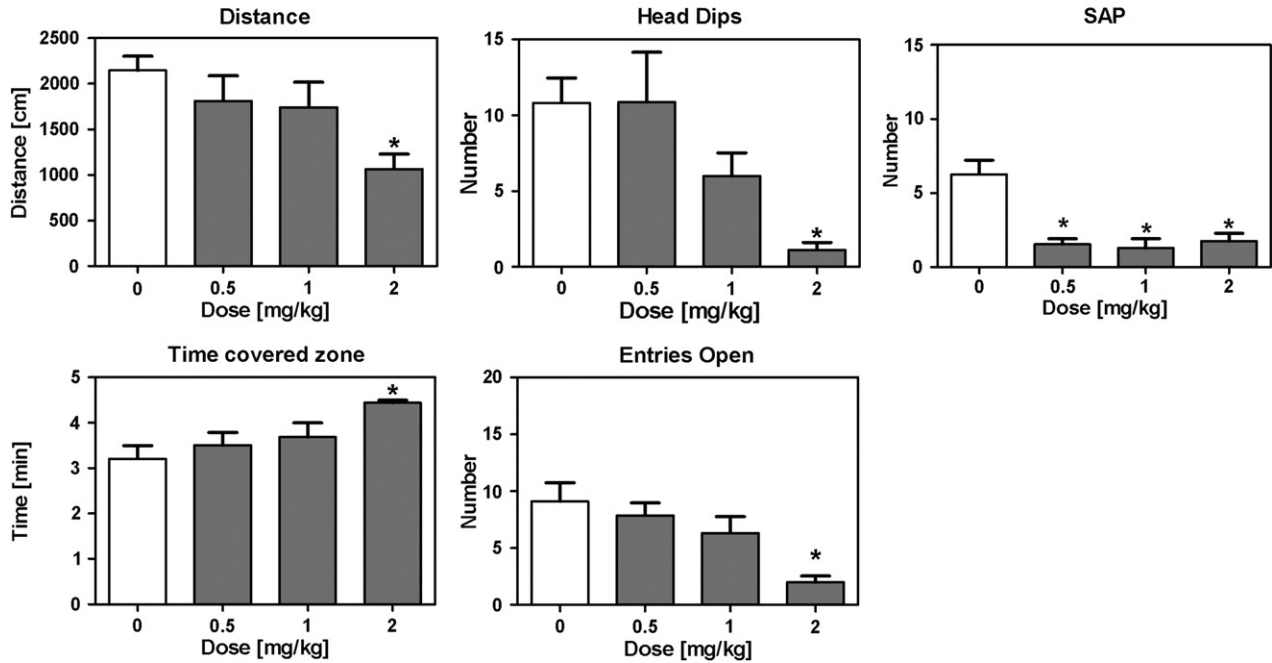 Distance
2500
2000
1500
1000
500
0
Distance [cm]
*
0 0.5 1 2
Dose [mg/kg]
Head Dips
15
10
5
0
Number
*
0 0.5 1 2
Dose [mg/kg]
SAP
15
10
5
0
Number
* * *
0 0.5 1 2
Dose [mg/kg]
Time covered zone
5
4
3
2
1
0
Time [min]
*
0 0.5 1 2
Dose [mg/kg]
Entries Open
20
15
10
5
0
Number
*
0 0.5 1 2
Dose [mg/kg]